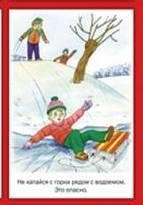 Не катайся с горки рядом с водоемом.
Это опасно.